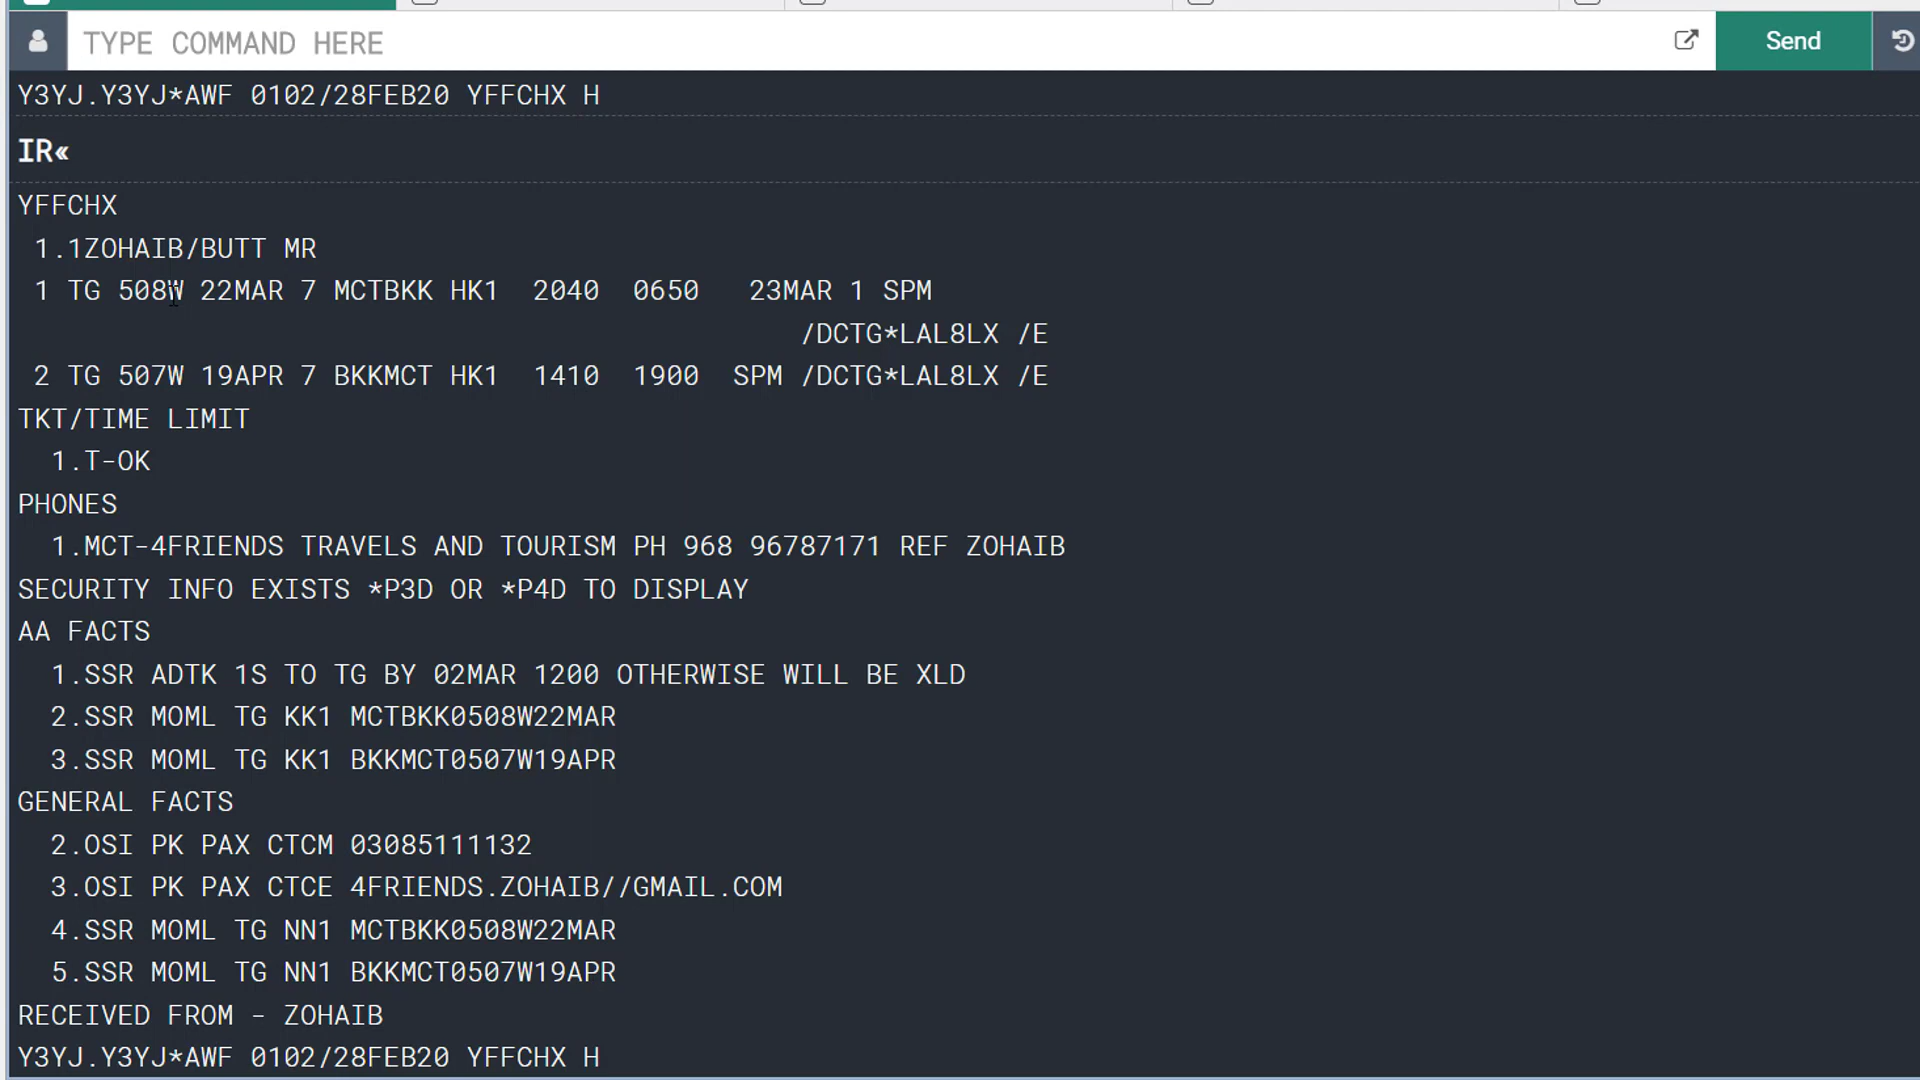 TYPE COMMAND HERE
Send
Y3YJ.Y3YJ*AWF 0102/28FEB20 YFFCHX H
IR«
YFFCHX
1.1ZOHAIB/BUTT MR
1 TG 508W 22MAR 7 MCTBKK HK1 2040 0650 23MAR 1 SPM
/DCTG*LAL8LX /E
2 TG 507W 19APR 7 BKKMCT HK1 1410 1900 SPM /DCTG*LAL8LX /E
TKT/TIME LIMIT
1.T-OK
PHONES
1.MCT-4FRIENDS TRAVELS AND TOURISM PH 968 96787171 REF ZOHAIB
SECURITY INFO EXISTS *P3D OR *P4D TO DISPLAY
AA FACTS
1.SSR ADTK 1S TO TG BY 02MAR 1200 OTHERWISE WILL BE XLD
2.SSR MOML TG KK1 MCTBKK0508W22MAR
3.SSR MOML TG KK1 BKKMCT0507W19APR
GENERAL FACTS
2.OSI PK PAX CTCM 03085111132
3.OSI PK PAX CTCE 4FRIENDS.ZOHAIB//GMAIL.COM
4.SSR MOML TG NN1 MCTBKK0508W22MAR
5.SSR MOML TG NN1 BKKMCT0507W19APR
RECEIVED FROM - ZOHAIB
Y3YJ.Y3YJ*AWF 0102/28FEB20 YFFCHX H